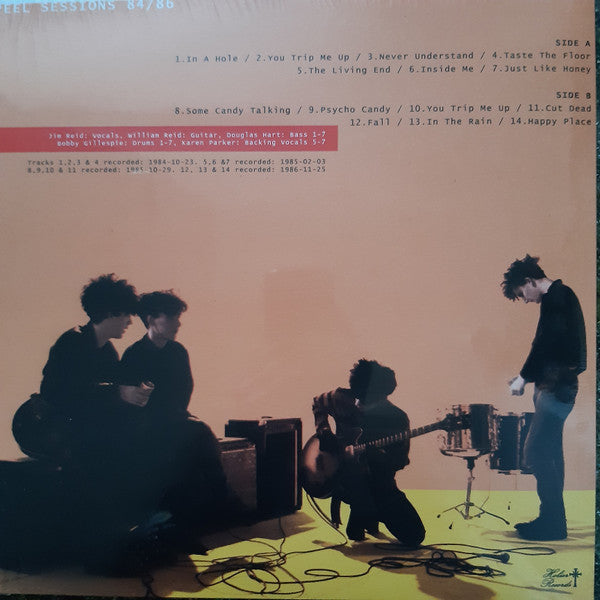 PEEL SESSIONS 84/86
SIDE A
1.In A Hole / 2.You Trip Me Up / 3.Never Understand / 4.Taste The Floor
5.The Living End / 6.Inside Me / 7.Just Like Honey
SIDE B
8.Some Candy Talking / 9.Psycho Candy / 10.You Trip Me Up / 11.Cut Dead
12.Fall / 13.In The Rain / 14.Happy Place
Jim Reid: Vocals, William Reid: Guitar, Douglas Hart: Bass 1-7
Bobby Gillespie: Drums 1-7, Karen Parker: Backing Vocals 5-7
Tracks 1,2,3 & 4 recorded: 1984-10-23. 5,6 &7 recorded: 1985-02-03
8,9,10 & 11 recorded: 1985-10-29. 12, 13 & 14 recorded: 1986-11-25
Helier
Records